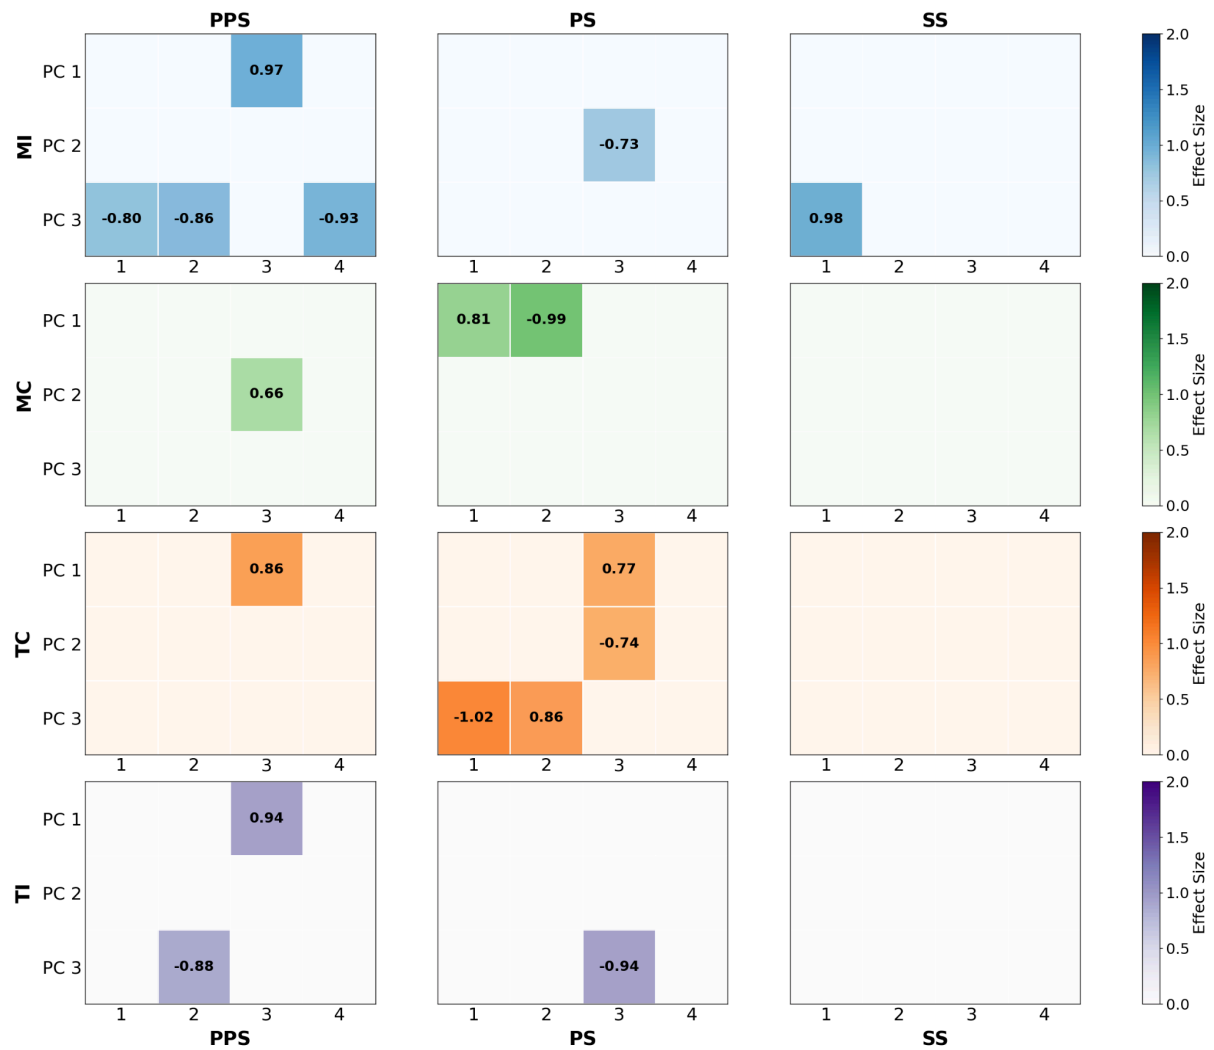 PPS PS SS
MI
PC 1 0.97
PC 2 -0.73
PC 3 -0.80 -0.86 -0.93 0.98
1 2 3 4 1 2 3 4 1 2 3 4
2.0
1.5
1.0
0.5
0.0
Effect Size
MC
PC 1 0.81 -0.99
PC 2 0.66
PC 3
1 2 3 4 1 2 3 4 1 2 3 4
2.0
1.5
1.0
0.5
0.0
Effect Size
TC
PC 1 0.86 0.77
PC 2 -0.74
PC 3 -1.02 0.86
1 2 3 4 1 2 3 4 1 2 3 4
2.0
1.5
1.0
0.5
0.0
Effect Size
TI
PC 1 0.94
PC 2
PC 3 -0.88 -0.94
1 2 3 4 1 2 3 4 1 2 3 4
2.0
1.5
1.0
0.5
0.0
Effect Size
PPS PS SS